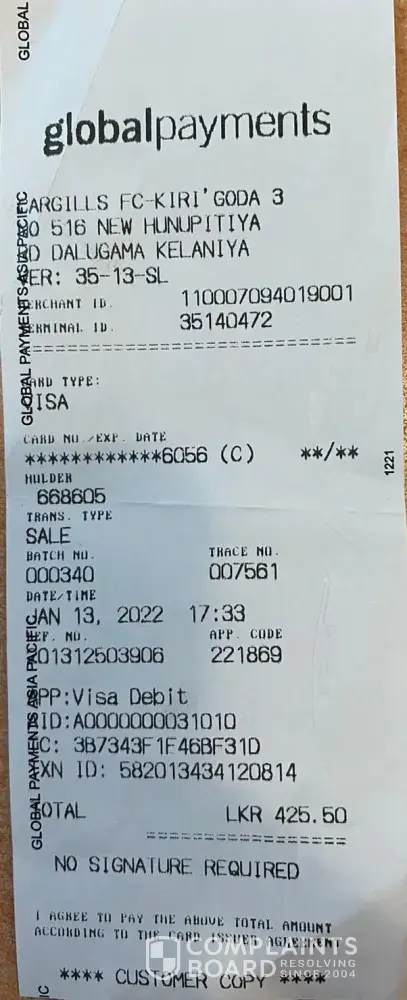 globalpayments
ARGILLS FC-KIRI'GODA 3
O 516 NEW HUNUPITIYA
D DALUGAMA KELANIYA
ER: 35-13-SL
ERCHANT ID. 110007094019001
ERMINAL ID. 35140472
==============================
ARD TYPE:
ISA
CARD NO./EXP. DATE
************6056 (C) **/**
HOLDER
668605
TRANS. TYPE
SALE
BATCH NO. TRACE NO.
000340 007561
DATE/TIME
JAN 13, 2022 17:33
EF. NO. APP. CODE
01312503906 221869
PP:Visa Debit
ID:A0000000031010
C: 3B7343F1E46BF31D
XN ID: 582013434120814
OTAL LKR 425.50
==================
NO SIGNATURE REQUIRED
I AGREE TO PAY THE ABOVE TOTAL AMOUNT
ACCORDING TO THE CARD ISSUER AGREEMENT
**** CUSTOMER COPY ****
GLOBAL
GLOBAL PAYMENTS ASIA PACIFIC
GLOBAL PAYMENTS ASIA PACIFIC
IC
1221
COMPLAINTS
BOARD RESOLVING
SINCE 2004